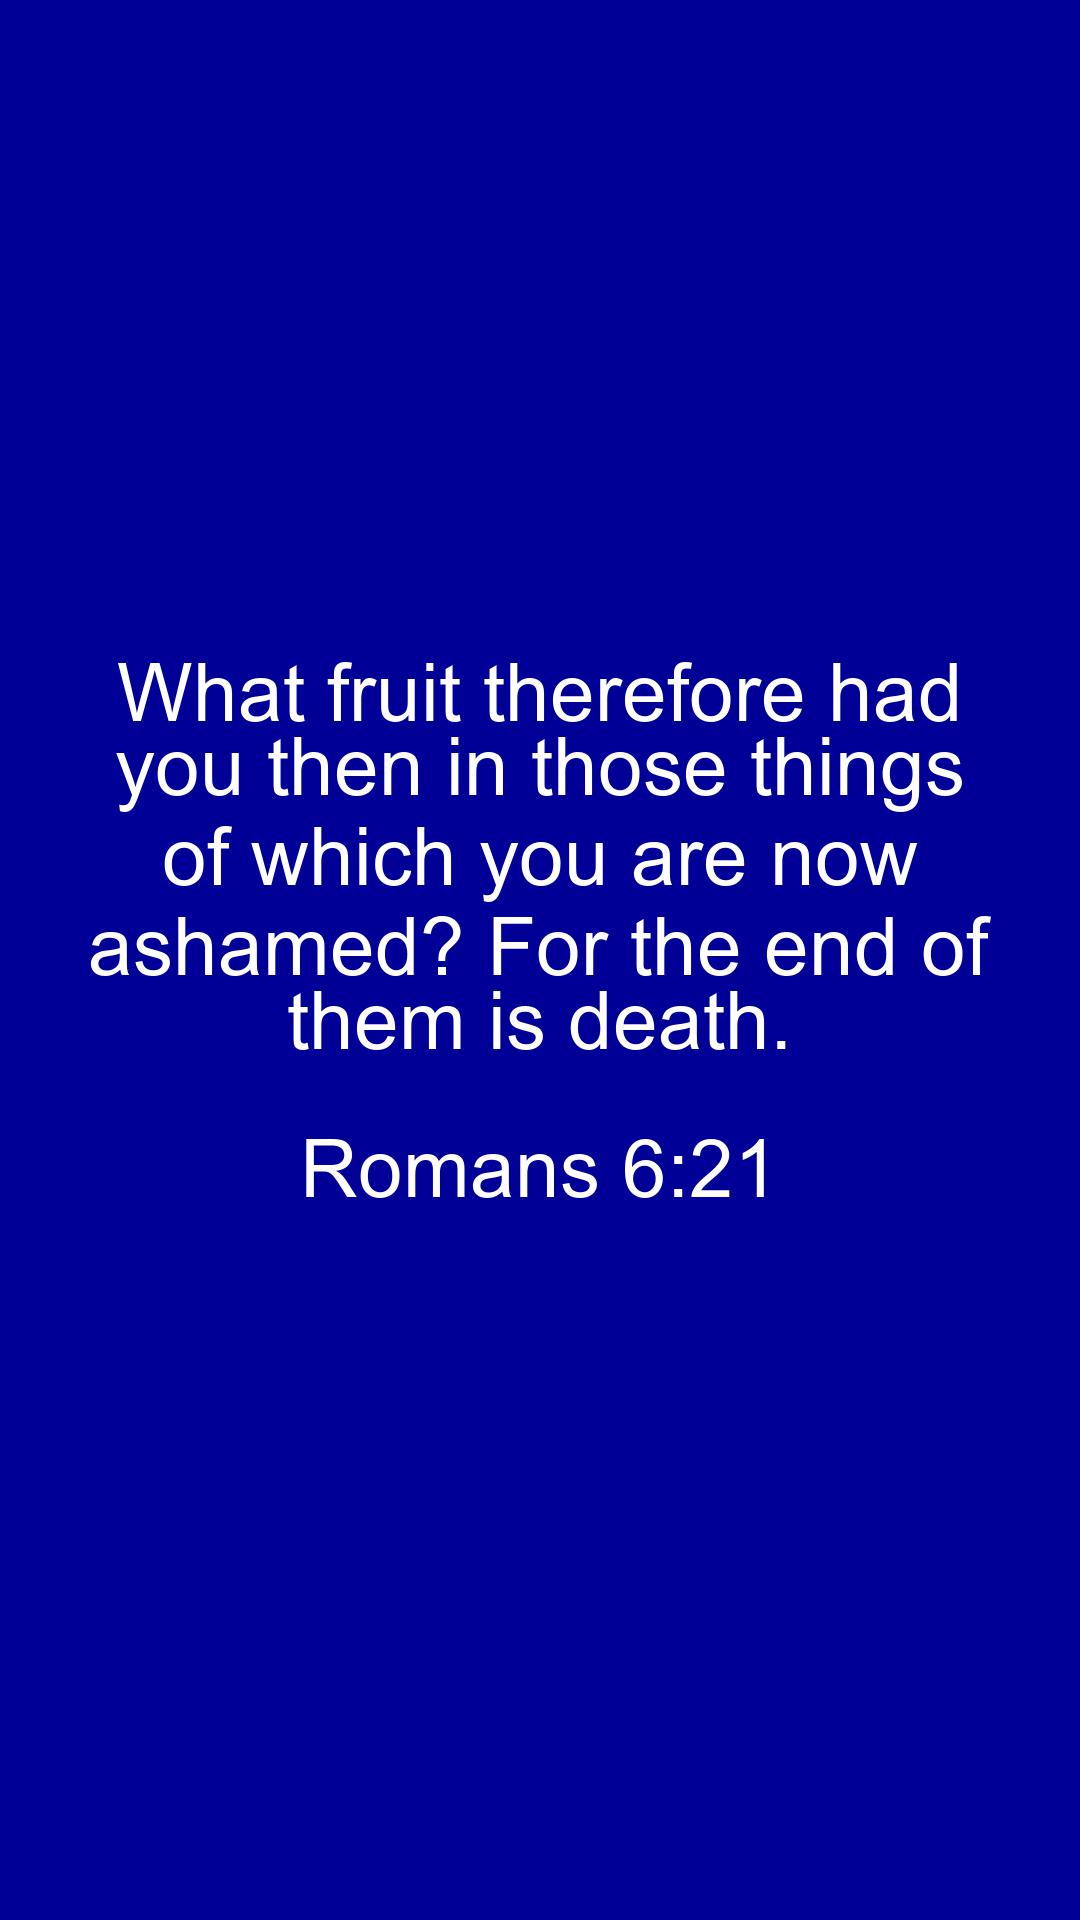 What fruit therefore had
you then in those things
of which you are now
ashamed? For the end of
them is death.
Romans 6:21